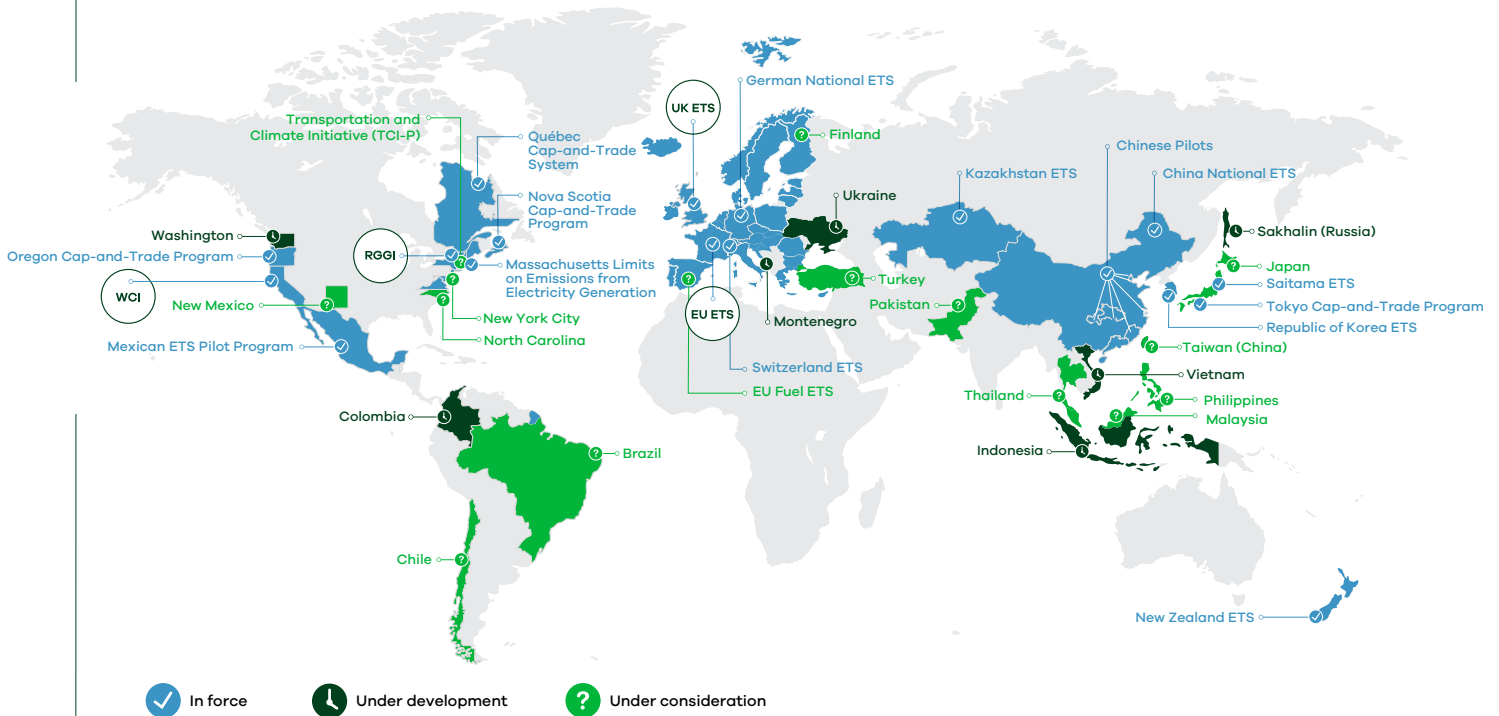 German National ETS
UK ETS
Transportation and
Climate Initiative (TCI-P)
Québec
Cap-and-Trade
System
Finland
Chinese Pilots
Kazakhstan ETS
China National ETS
Nova Scotia
Cap-and-Trade
Program
Ukraine
Washington
Sakhalin (Russia)
Oregon Cap-and-Trade Program
RGGI
Massachusetts Limits
on Emissions from
Electricity Generation
Japan
Turkey
Saitama ETS
WCI
New Mexico
Pakistan
Tokyo Cap-and-Trade Program
EU ETS
New York City
Montenegro
Republic of Korea ETS
North Carolina
Mexican ETS Pilot Program
Taiwan (China)
Switzerland ETS
Vietnam
EU Fuel ETS
Thailand
Philippines
Colombia
Malaysia
Brazil
Indonesia
Chile
New Zealand ETS
In force
Under development
? Under consideration